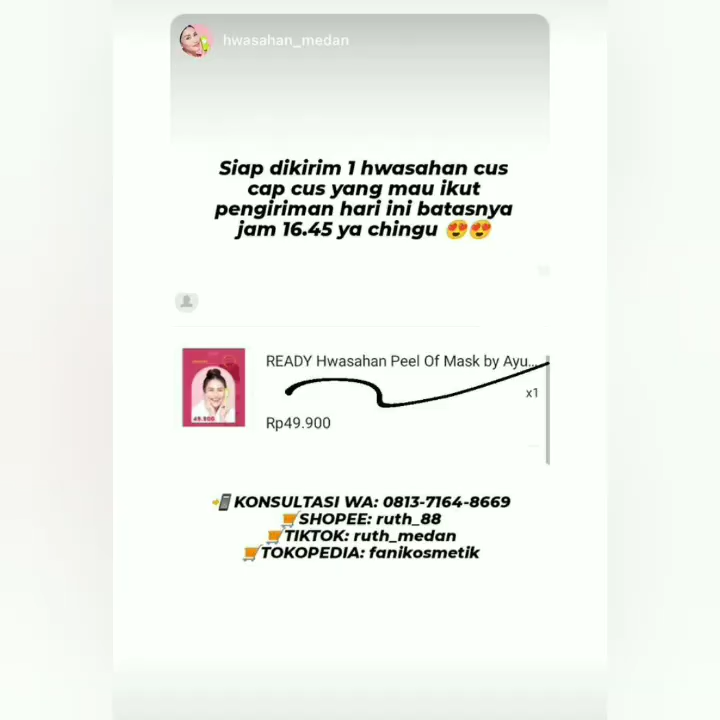 hwasahan_medan
Siap dikirim 1 hwasahan cus
cap cus yang mau ikut
pengiriman hari ini batasnya
jam 16.45 ya chingu 😍😍
READY Hwasahan Peel Of Mask by Ayu...
x1
49.900
Rp49.900
📲 KONSULTASI WA: 0813-7164-8669
🛒SHOPEE: ruth_88
🛒TIKTOK: ruth_medan
🛒TOKOPEDIA: fanikosmetik